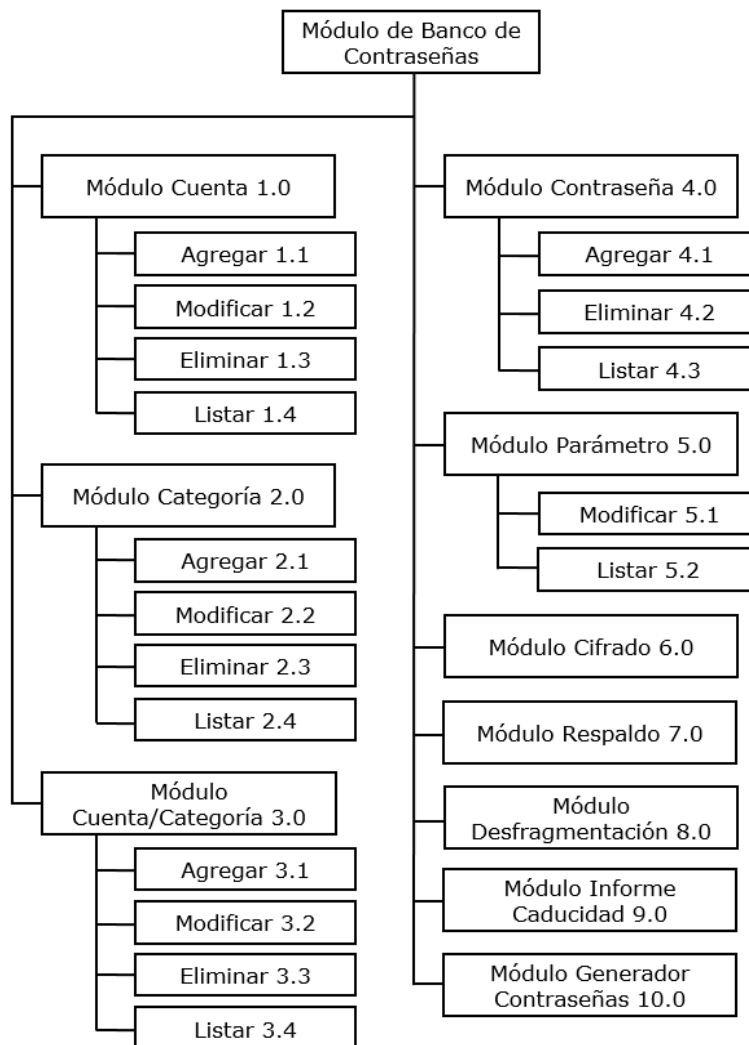 Módulo de Banco de
Contraseñas
Módulo Cuenta 1.0
Agregar 1.1
Modificar 1.2
Eliminar 1.3
Listar 1.4
Módulo Categoría 2.0
Agregar 2.1
Modificar 2.2
Eliminar 2.3
Listar 2.4
Módulo
Cuenta/Categoría 3.0
Agregar 3.1
Modificar 3.2
Eliminar 3.3
Listar 3.4
Módulo Contraseña 4.0
Agregar 4.1
Eliminar 4.2
Listar 4.3
Módulo Parámetro 5.0
Modificar 5.1
Listar 5.2
Módulo Cifrado 6.0
Módulo Respaldo 7.0
Módulo
Desfragmentación 8.0
Módulo Informe
Caducidad 9.0
Módulo Generador
Contraseñas 10.0